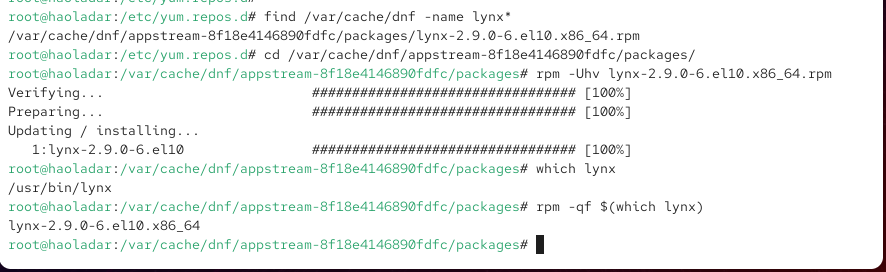 root@haoladar:/etc/yum.repos.d#
root@haoladar:/etc/yum.repos.d# find /var/cache/dnf -name lynx*
/var/cache/dnf/appstream-8f18e4146890fdfc/packages/lynx-2.9.0-6.el10.x86_64.rpm
root@haoladar:/etc/yum.repos.d# cd /var/cache/dnf/appstream-8f18e4146890fdfc/packages/
root@haoladar:/var/cache/dnf/appstream-8f18e4146890fdfc/packages# rpm -Uhv lynx-2.9.0-6.el10.x86_64.rpm
Verifying...                          ################################# [100%]
Preparing...                          ################################# [100%]
Updating / installing...
   1:lynx-2.9.0-6.el10                ################################# [100%]
root@haoladar:/var/cache/dnf/appstream-8f18e4146890fdfc/packages# which lynx
/usr/bin/lynx
root@haoladar:/var/cache/dnf/appstream-8f18e4146890fdfc/packages# rpm -qf $(which lynx)
lynx-2.9.0-6.el10.x86_64
root@haoladar:/var/cache/dnf/appstream-8f18e4146890fdfc/packages#